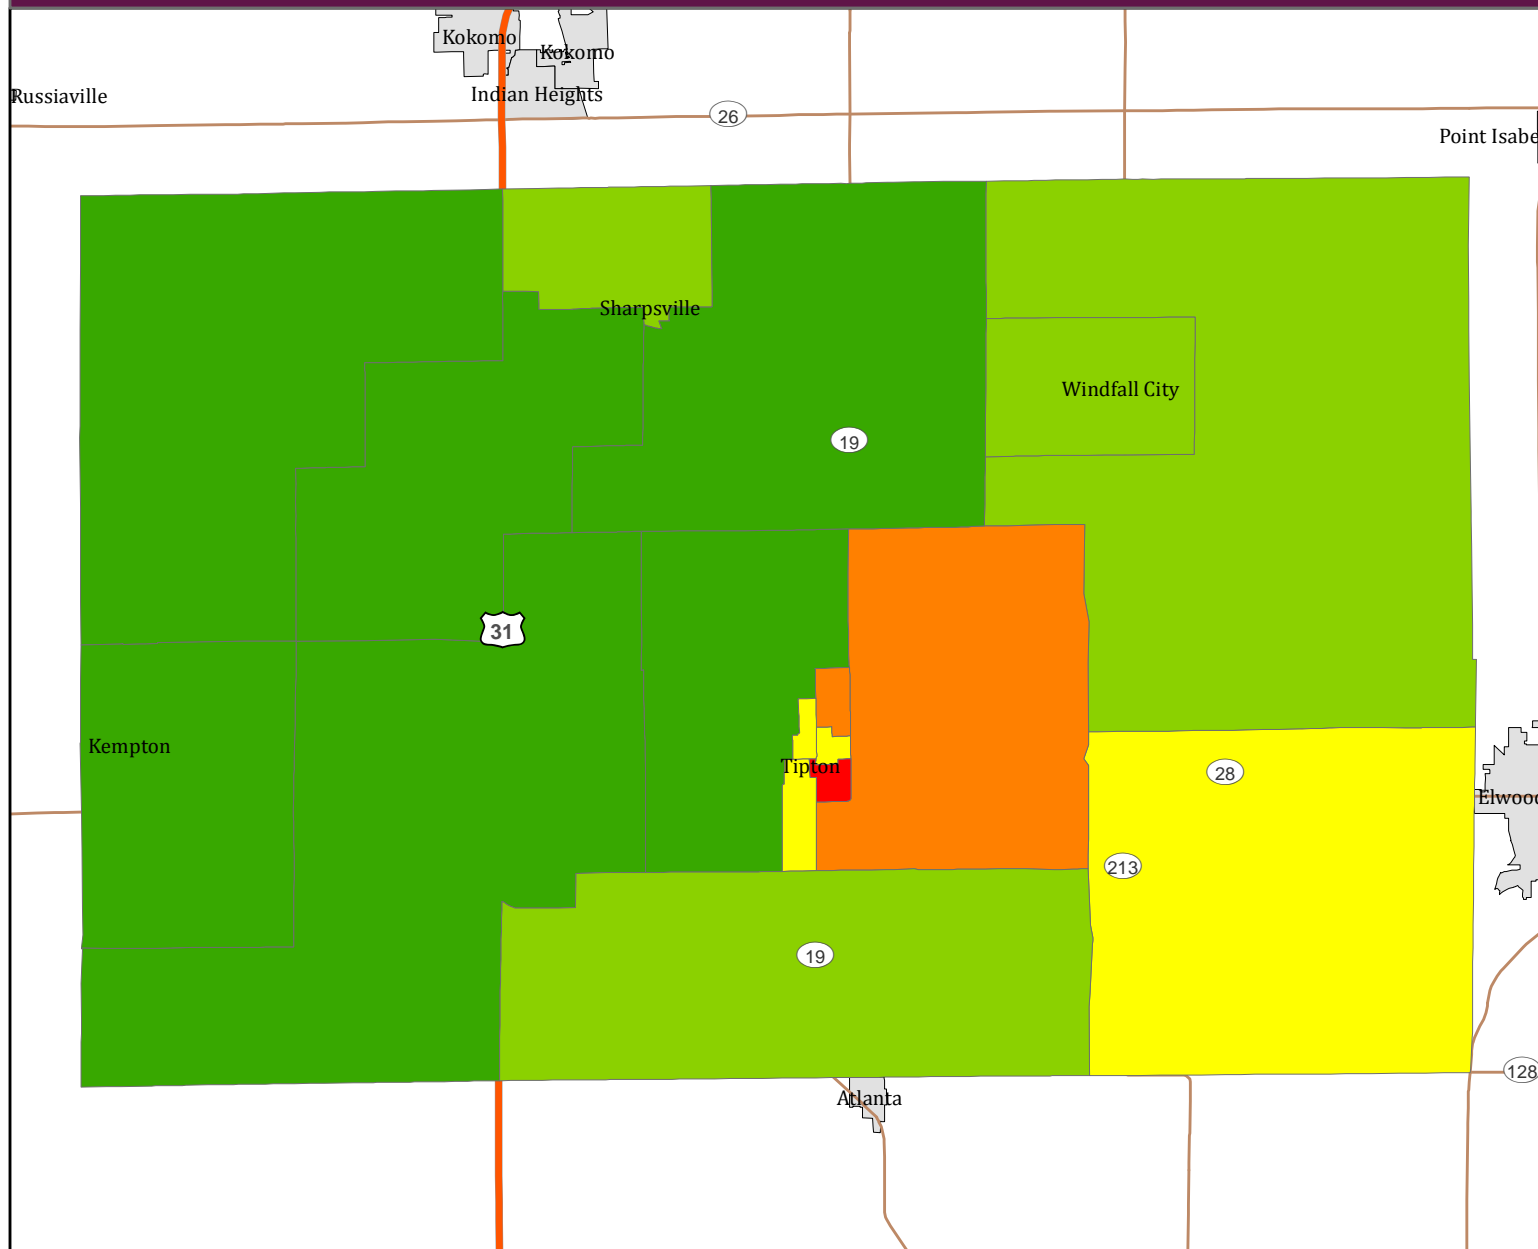 Kokomo
Kokomo
Russiaville
Indian Heights
26
Point Isabe
Sharpsville
Windfall City
19
31
Kempton
Tipton
28
Elwood
213
19
128
Atlanta